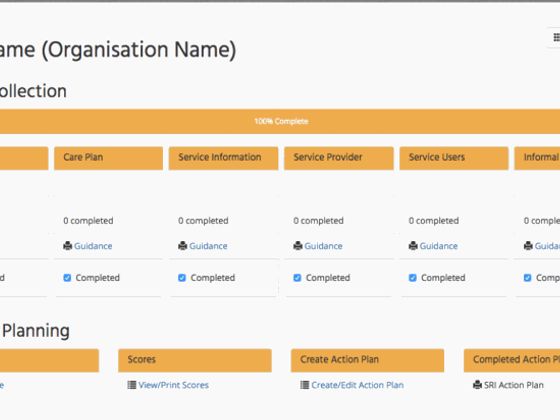 ame (Organisation Name)
ollection
100% Complete
Care Plan Service Information Service Provider Service Users Informal
0 completed 0 completed 0 completed 0 completed 0 comp
Guidance Guidance Guidance Guidance Guida
d Completed Completed Completed Completed Comp
Planning
Scores Create Action Plan Completed Action Pl
e View/Print Scores Create/Edit Action Plan SRI Action Plan